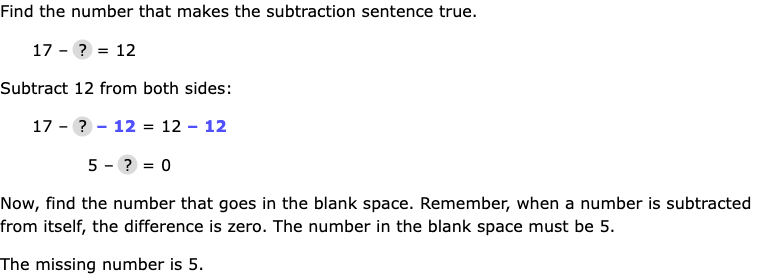 Find the number that makes the subtraction sentence true.
17 – ? = 12
Subtract 12 from both sides:
17 – ? – 12 = 12 – 12
5 – ? = 0
Now, find the number that goes in the blank space. Remember, when a number is subtracted
from itself, the difference is zero. The number in the blank space must be 5.
The missing number is 5.